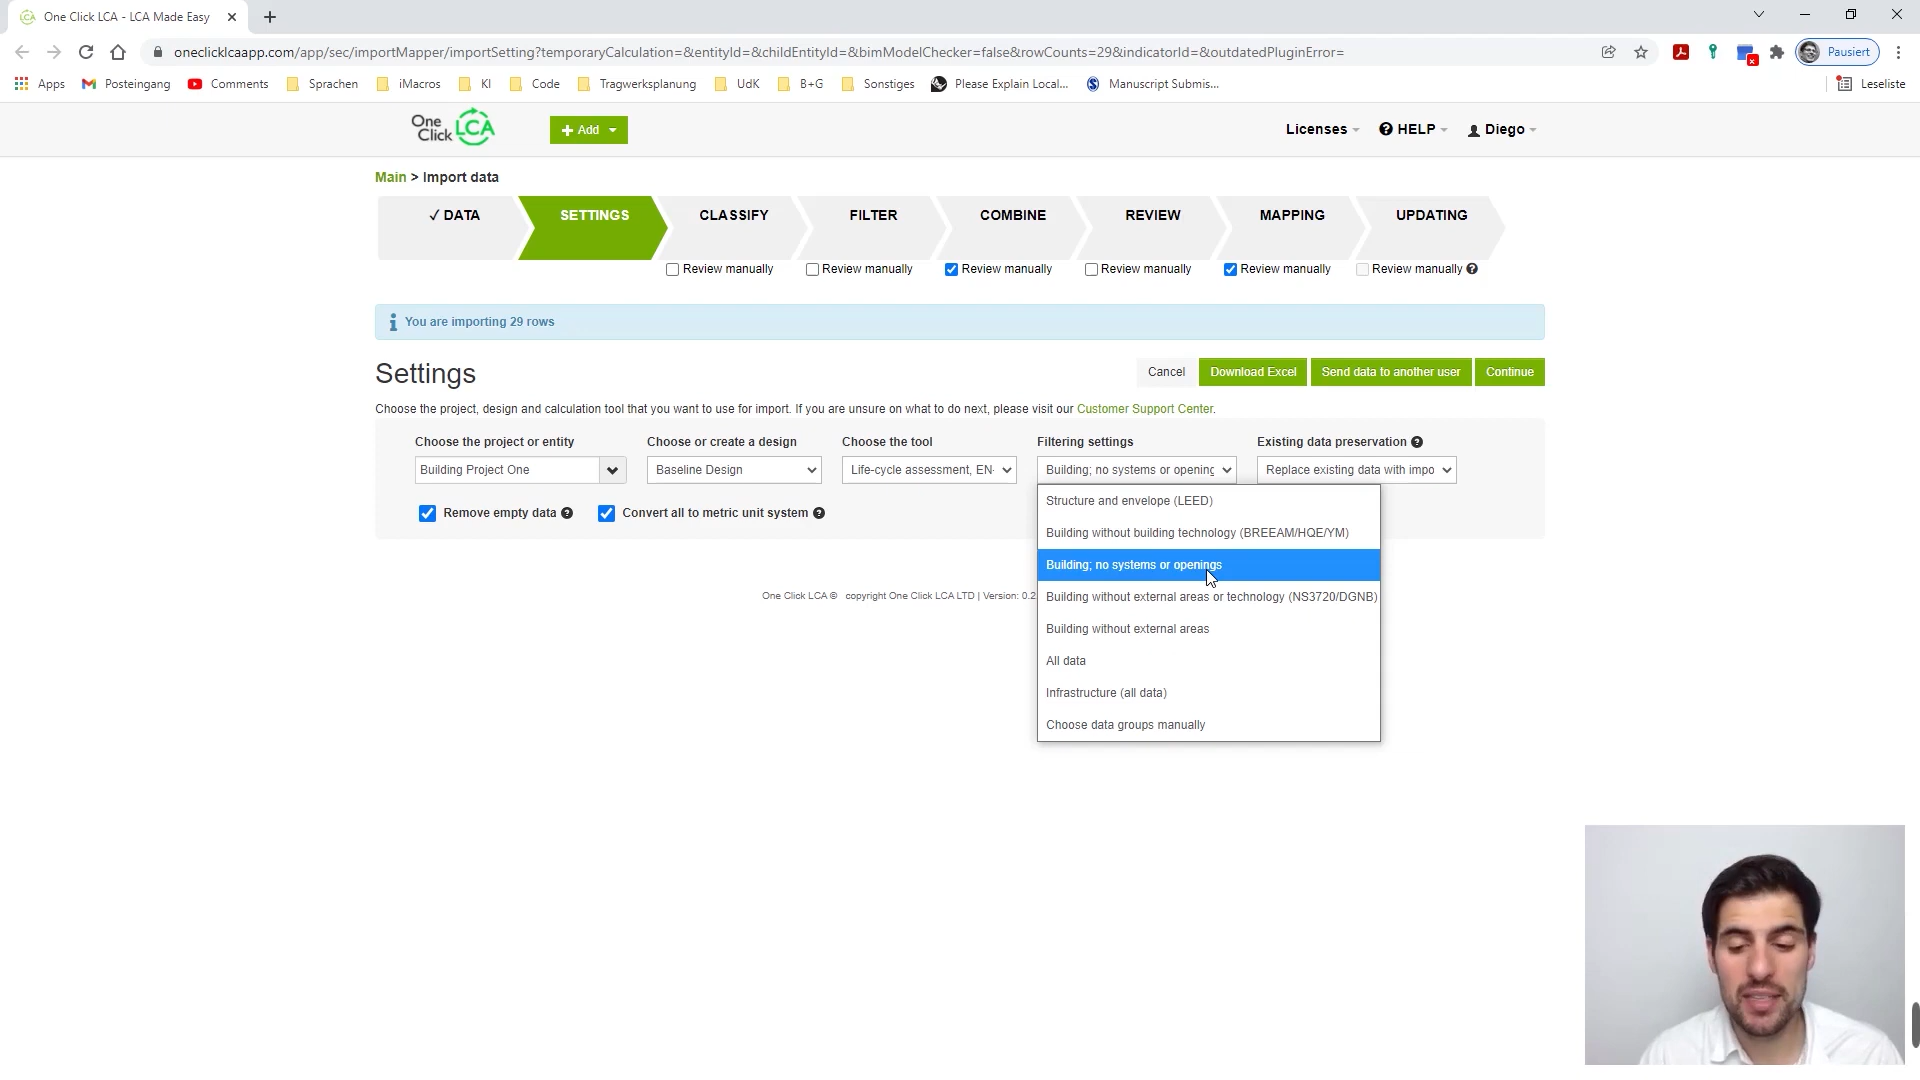 One Click LCA - LCA Made Easy
oneclicklcaapp.com/app/sec/importMapper/importSetting?temporaryCalculation=&entityId=&childEntityId=&bimModelChecker=false&rowCounts=29&indicatorId=&outdatedPluginError=
Pausiert
Apps Posteingang Comments Sprachen iMacros KI Code Tragwerksplanung UdK B+G Sonstiges Please Explain Local... Manuscript Submis... Leseliste
One Click LCA
+ Add
Licenses HELP Diego
Main > Import data
✓ DATA SETTINGS CLASSIFY FILTER COMBINE REVIEW MAPPING UPDATING
Review manually Review manually Review manually Review manually Review manually Review manually
You are importing 29 rows
Settings
Cancel Download Excel Send data to another user Continue
Choose the project, design and calculation tool that you want to use for import. If you are unsure on what to do next, please visit our Customer Support Center.
Choose the project or entity Choose or create a design Choose the tool Filtering settings Existing data preservation
Building Project One Baseline Design Life-cycle assessment, EN- Building; no systems or opening Replace existing data with impo
Remove empty data Convert all to metric unit system
Structure and envelope (LEED)
Building without building technology (BREEAM/HQE/YM)
Building; no systems or openings
Building without external areas or technology (NS3720/DGNB)
Building without external areas
All data
Infrastructure (all data)
Choose data groups manually
One Click LCA © copyright One Click LCA LTD | Version: 0.2